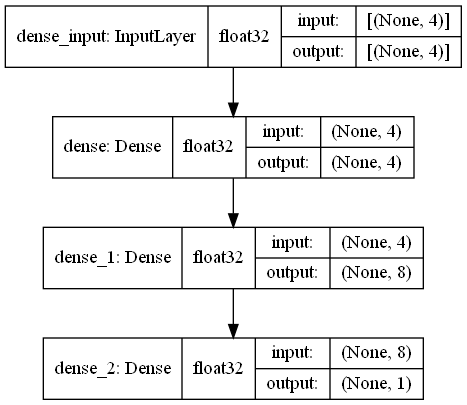 dense_input: InputLayer float32 input: [(None, 4)]
output: [(None, 4)]
dense: Dense float32 input: (None, 4)
output: (None, 4)
dense_1: Dense float32 input: (None, 4)
output: (None, 8)
dense_2: Dense float32 input: (None, 8)
output: (None, 1)